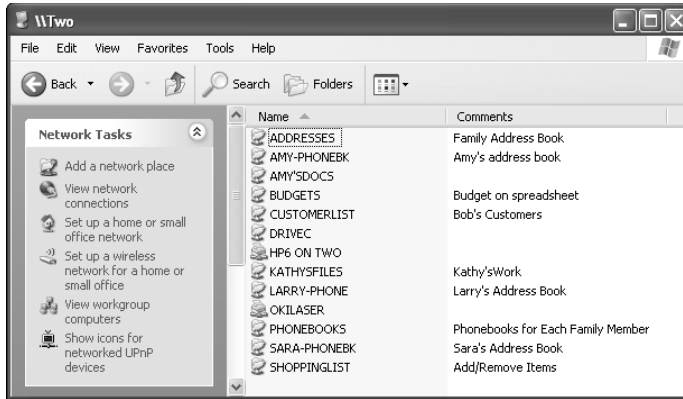 \\Two
File Edit View Favorites Tools Help
Back Search Folders
Network Tasks
Add a network place
View network
connections
Set up a home or small
office network
Set up a wireless
network for a home or
small office
View workgroup
computers
Show icons for
networked UPnP
devices
Name Comments
ADDRESSES Family Address Book
AMY-PHONEBK Amy's address book
AMY'SDOCS
BUDGETS Budget on spreadsheet
CUSTOMERLIST Bob's Customers
DRIVEC
HP6 ON TWO
KATHYSFILES Kathy'sWork
LARRY-PHONE Larry's Address Book
OKILASER
PHONEBOOKS Phonebooks for Each Family Member
SARA-PHONEBK Sara's Address Book
SHOPPINGLIST Add/Remove Items